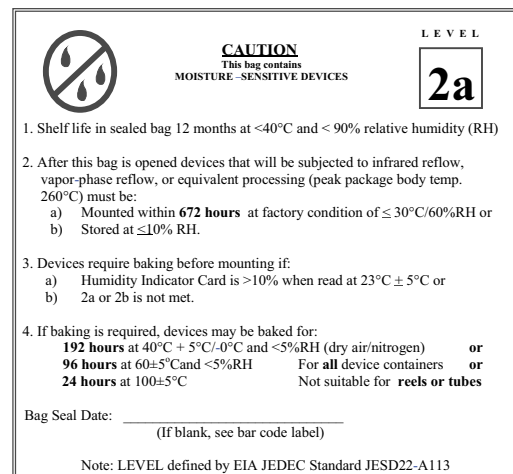 LEVEL
CAUTION
This bag contains
MOISTURE –SENSITIVE DEVICES
2a
1. Shelf life in sealed bag 12 months at <40°C and < 90% relative humidity (RH)
2. After this bag is opened devices that will be subjected to infrared reflow,
vapor-phase reflow, or equivalent processing (peak package body temp.
260°C) must be:
a) Mounted within 672 hours at factory condition of ≤ 30°C/60%RH or
b) Stored at ≤10% RH.
3. Devices require baking before mounting if:
a) Humidity Indicator Card is >10% when read at 23°C ± 5°C or
b) 2a or 2b is not met.
4. If baking is required, devices may be baked for:
192 hours at 40°C + 5°C/-0°C and <5%RH (dry air/nitrogen) or
96 hours at 60±5°Cand <5%RH For all device containers or
24 hours at 100±5°C Not suitable for reels or tubes
Bag Seal Date: ______________________________
(If blank, see bar code label)
Note: LEVEL defined by EIA JEDEC Standard JESD22-A113